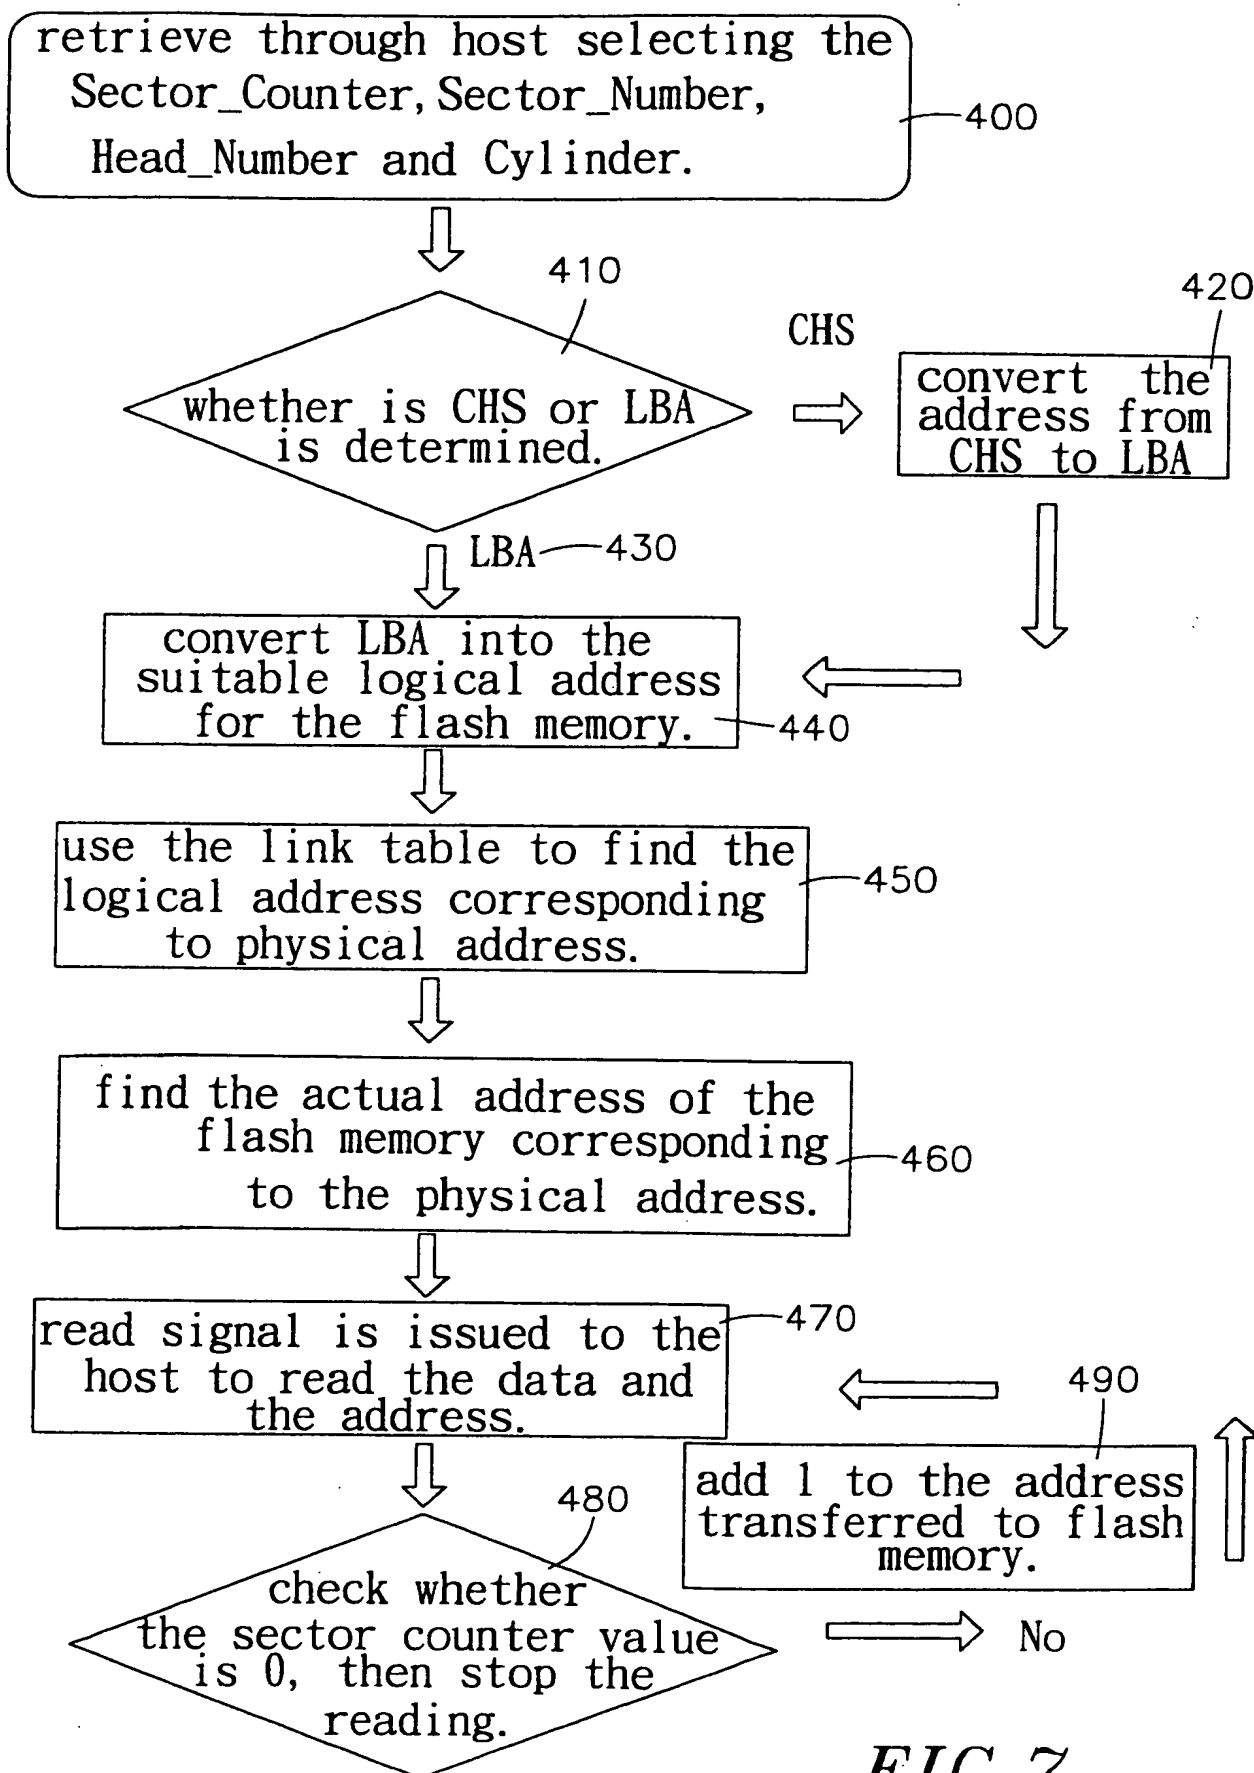 retrieve through host selecting the
Sector_Counter, Sector_Number,
Head_Number and Cylinder.
400
410
whether is CHS or LBA
is determined.
CHS
420
convert the
address from
CHS to LBA
LBA
430
convert LBA into the
suitable logical address
for the flash memory.
440
use the link table to find the
logical address corresponding
to physical address.
450
find the actual address of the
flash memory corresponding
to the physical address.
460
read signal is issued to the
host to read the data and
the address.
470
490
add 1 to the address
transferred to flash
memory.
480
check whether
the sector counter value
is 0, then stop the
reading.
No
FIG. 7